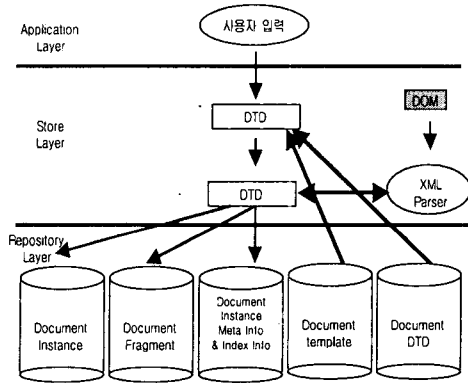 Application
Layer
사용자 입력
Store
Layer
DTD
DOM
DTD
XML
Parser
Repository
Layer
Document
Instance
Document
Fragment
Document
Instance
Meta Info
& Index Info
Document
template
Document
DTD